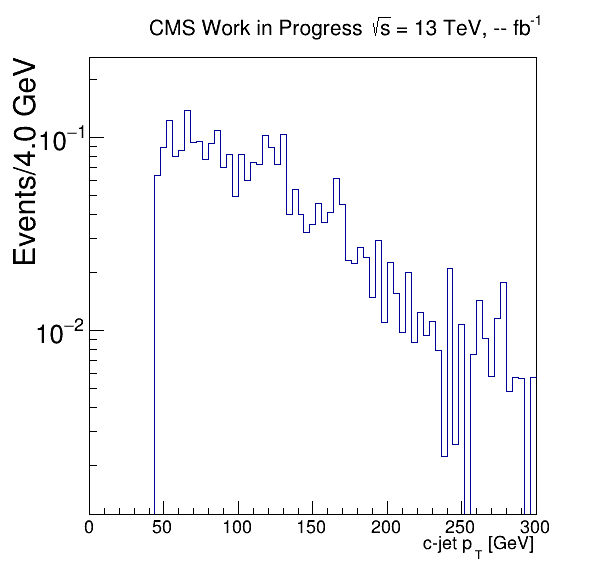 CMS Work in Progress √s = 13 TeV, -- fb⁻¹
Events/4.0 GeV
10⁻¹
10⁻²
0 50 100 150 200 250 300
c-jet p_T [GeV]